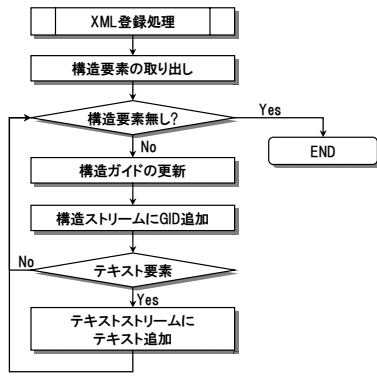 XML登録処理
構造要素の取り出し
構造要素無し?
Yes
No
END
構造ガイドの更新
構造ストリームにGID追加
No
テキスト要素
Yes
テキストストリームに
テキスト追加